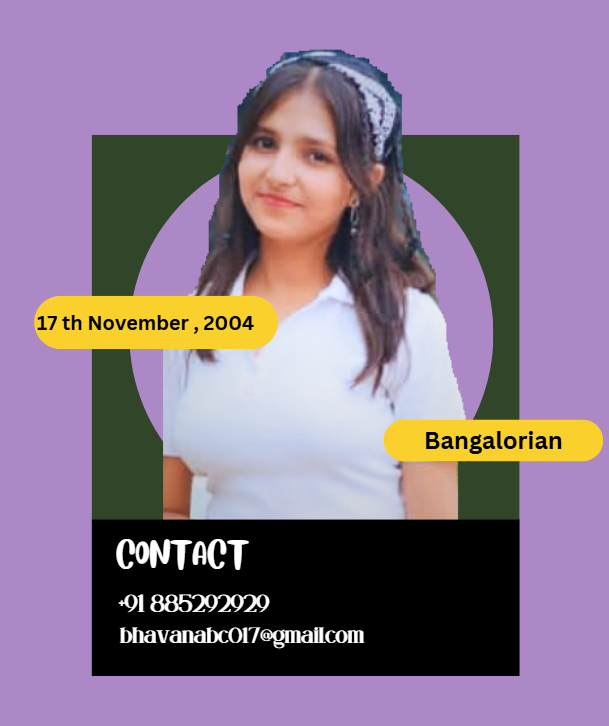 17 th November , 2004
Bangalorian
CONTACT
+91 885292929
bhavanabc017@gmail.com